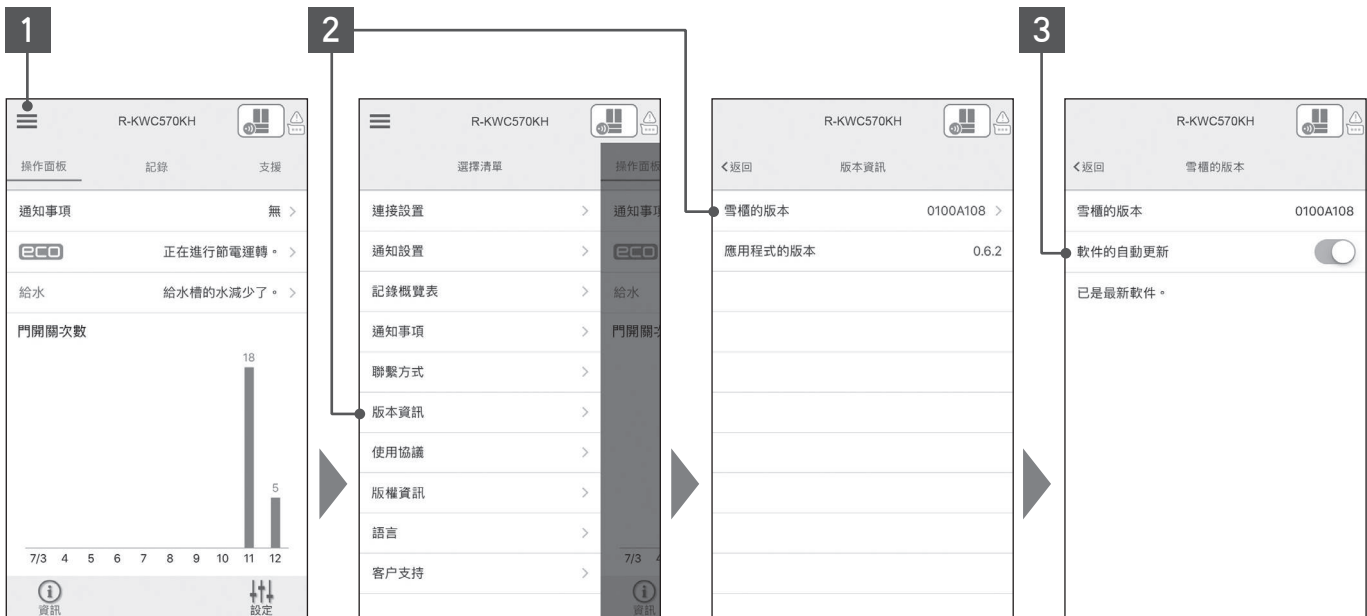 1
2
3
R-KWC570KH
操作面板 記錄 支援
通知事項 無 >
eco 正在進行節電運轉。 >
給水 給水槽的水減少了。 >
門開關次數
18
5
7/3 4 5 6 7 8 9 10 11 12
資訊 設定
R-KWC570KH
選擇清單
連接設置 >
通知設置 >
記錄概覽表 >
通知事項 >
聯繫方式 >
版本資訊 >
使用協議 >
版權資訊 >
語言 >
客户支持 >
操作面板
通知事項
eco
給水
門開關次
7/3 4
資訊
R-KWC570KH
<返回 版本資訊
雪櫃的版本 0100A108 >
應用程式的版本 0.6.2
R-KWC570KH
<返回 雪櫃的版本
雪櫃的版本 0100A108
軟件的自動更新
已是最新軟件。